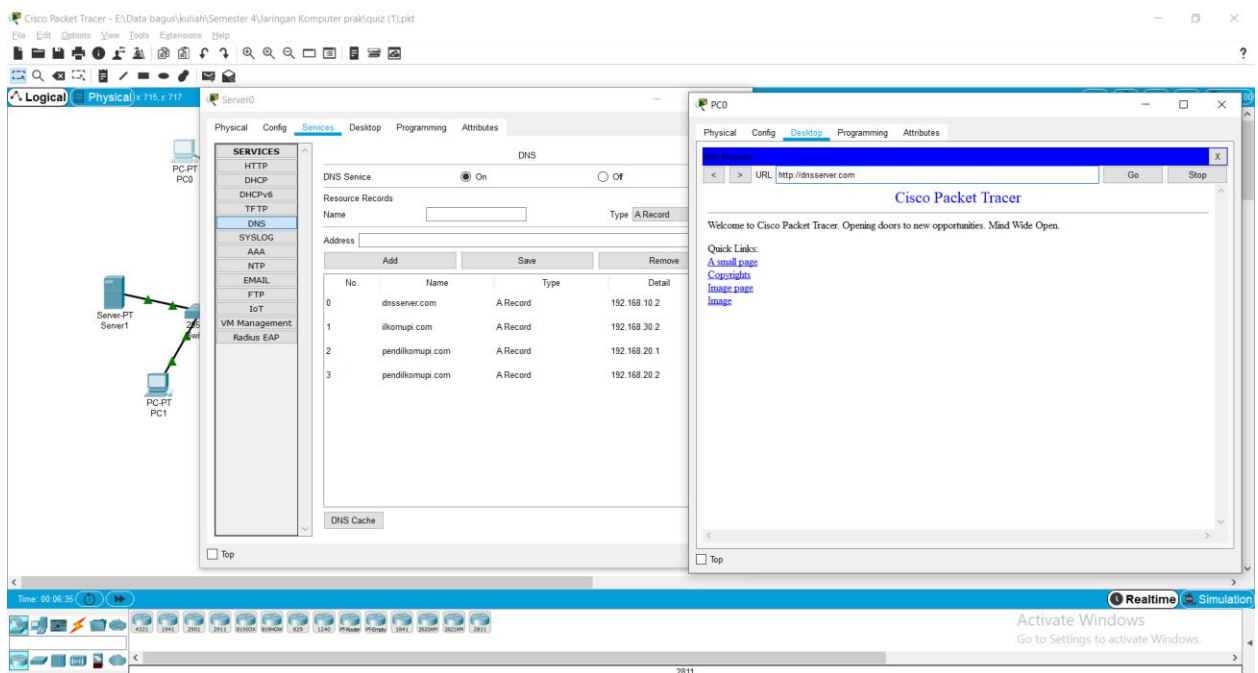 Cisco Packet Tracer - E:\Data bagus\kuliah\Semester 4\Jaringan Komputer prak\quiz (1).pkt
File Edit Options View Tools Extensions Help
?
Logical Physical x: 715, y: 717
PC-PT
PC0
Server-PT
Server1
PC-PT
PC1
Server0
Physical Config Services Desktop Programming Attributes
SERVICES
HTTP
DHCP
DHCPv6
TFTP
DNS
SYSLOG
AAA
NTP
EMAIL
FTP
IoT
VM Management
Radius EAP
DNS
DNS Service On Off
Resource Records
Name Type A Record
Address
Add Save Remove
No. Name Type Detail
0 dnsserver.com A Record 192.168.10.2
1 ilkomupi.com A Record 192.168.30.2
2 pendilkomupi.com A Record 192.168.20.1
3 pendilkomupi.com A Record 192.168.20.2
DNS Cache
Top
PC0
Physical Config Desktop Programming Attributes
Web Browser X
< > URL http://dnsserver.com Go Stop
Cisco Packet Tracer
Welcome to Cisco Packet Tracer. Opening doors to new opportunities. Mind Wide Open.
Quick Links:
A small page
Copyrights
Image page
Image
Top
Time: 00:06:35 Realtime Simulation
4321 1941 2901 2911 819IOX 819HGW 829 1240 PT-Router PT-Empty 1841 2620XM 2621XM 2811
Activate Windows
Go to Settings to activate Windows.
2811